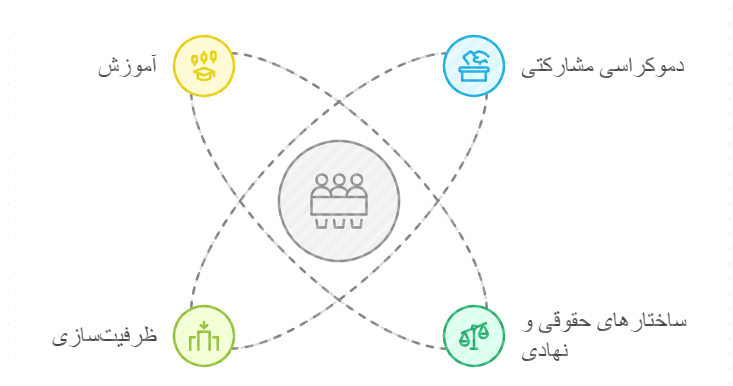 دموکراسی مشارکتی
آموزش
ساختارهای حقوقی و
نهادی
ظرفیت‌سازی